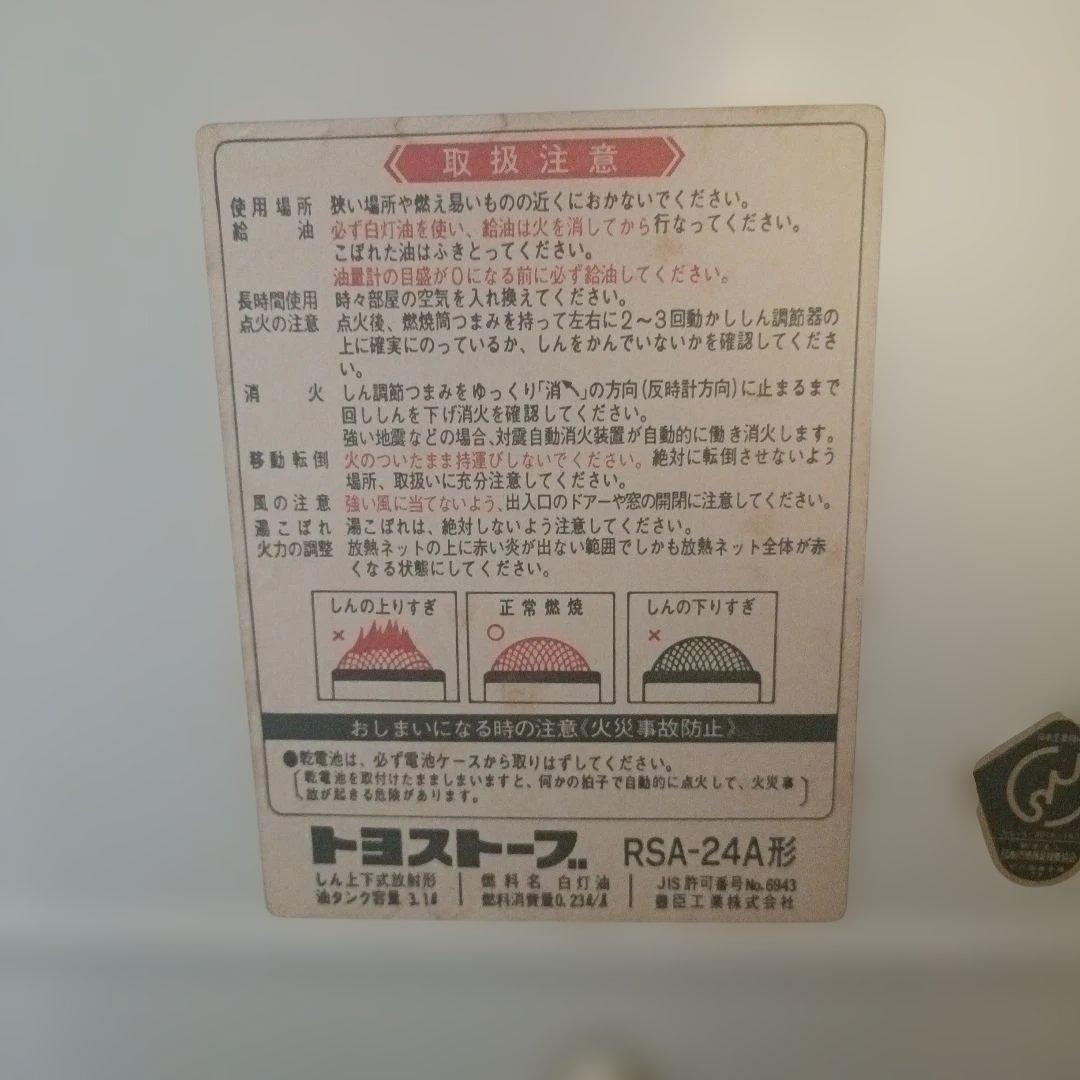 取扱注意
使用場所 狭い場所や燃え易いものの近くにおかないでください。
給油 必ず白灯油を使い、給油は火を消してから行なってください。
こぼれた油はふきとってください。
油量計の目盛が0になる前に必ず給油してください。
長時間使用 時々部屋の空気を入れ換えてください。
点火の注意 点火後、燃焼筒つまみを持って左右に2〜3回動かししん調節器の
上に確実にのっているか、しんをかんでいないかを確認してくださ
い。
消火 しん調節つまみをゆっくり「消↖」の方向(反時計方向)に止まるまで
回ししんを下げ消火を確認してください。
強い地震などの場合、対震自動消火装置が自動的に働き消火します。
移動転倒 火のついたまま持運びしないでください。絶対に転倒させないよう
場所、取扱いに充分注意してください。
風の注意 強い風に当てないよう、出入口のドアーや窓の開閉に注意してください。
湯こぼれ 湯こぼれは、絶対しないよう注意してください。
火力の調整 放熱ネットの上に赤い炎が出ない範囲でしかも放熱ネット全体が赤
くなる状態にしてください。
しんの上りすぎ 正常燃焼 しんの下りすぎ
× ○ ×
おしまいになる時の注意《火災事故防止》
●乾電池は、必ず電池ケースから取りはずしてください。
乾電池を取付けたまましまいますと、何かの拍子で自動的に点火して、火災事
故が起きる危険があります。
トヨストーブ RSA-24A形
しん上下式放射形 燃料名 白灯油 JIS許可番号No.6943
油タンク容量 3.1ℓ 燃料消費量0.23ℓ/h 豊臣工業株式会社